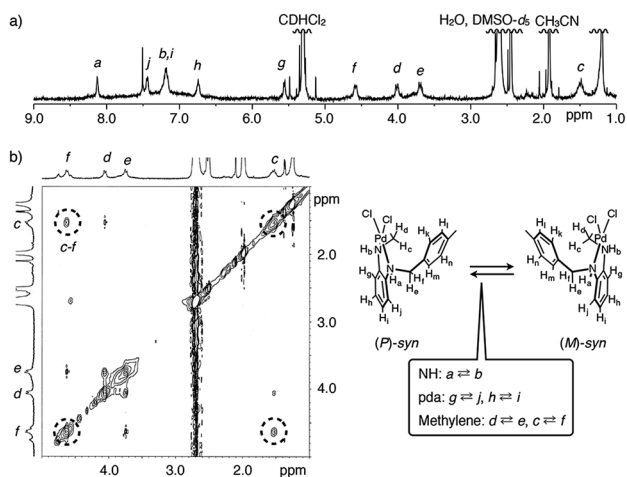 a)
CDHCl2
H2O, DMSO-d5 CH3CN
a j b,i h g f d e c
9.0 8.0 7.0 6.0 5.0 4.0 3.0 2.0 1.0
ppm
b)
f d e c
ppm
c
c-f
2.0
3.0
e
d
4.0
f
4.0 3.0 2.0 ppm
Cl Cl Pd Hd Hc NHb N Ha Hg Hh Hi Hj He Hf Hk Hl Hm Hn
(P)-syn
Cl Cl Pd Hd Hc NHb N Ha Hg Hh Hi Hj He Hf Hk Hl Hm Hn
(M)-syn
NH: a ⇄ b
pda: g ⇄ j, h ⇄ i
Methylene: d ⇄ e, c ⇄ f